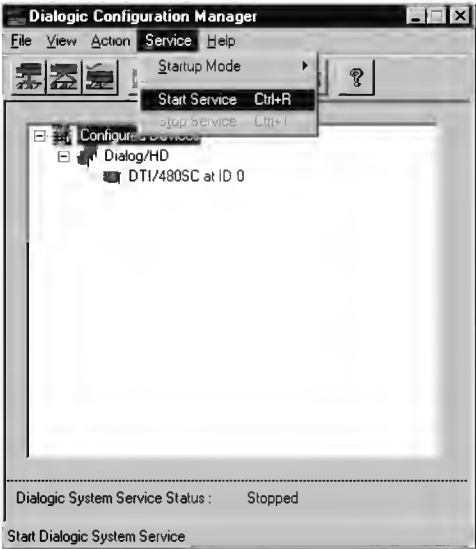 Dialogic Configuration Manager
File View Action Service Help
Startup Mode
Start Service Ctrl+R
Stop Service Ctrl+T
Configured Devices
Dialog/HD
DTI/480SC at ID 0
Dialogic System Service Status : Stopped
Start Dialogic System Service